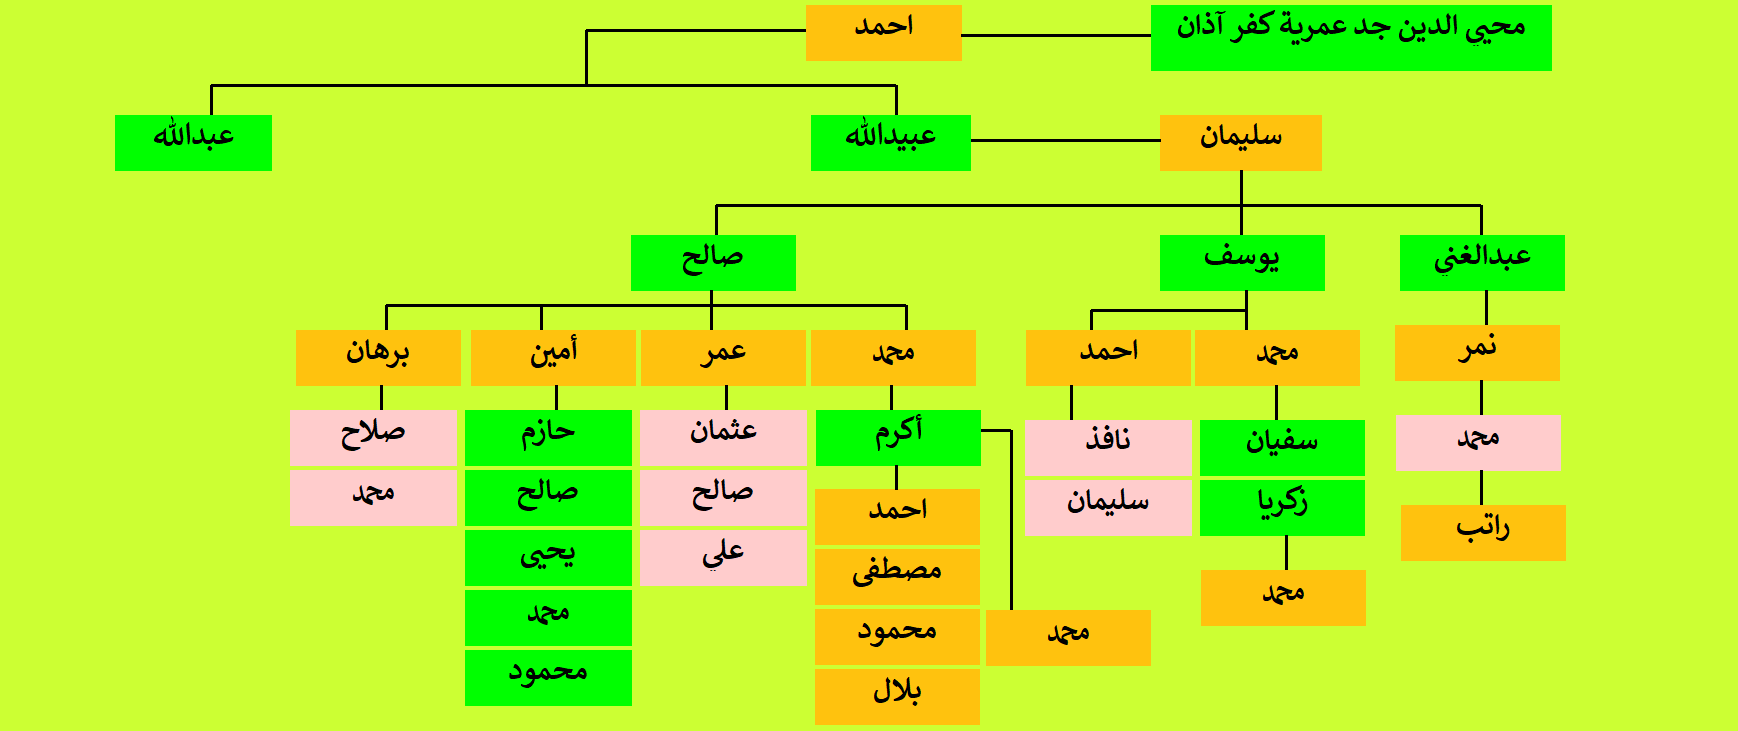 محيي الدين جد عمرية كفر آذان
احمد
سليمان
عبيدالله
عبدالله
عبدالغني
يوسف
صالح
نمر
محمد
احمد
محمد
عمر
أمين
برهان
محمد
سفيان
نافذ
أكرم
عثمان
حازم
صلاح
زكريا
سليمان
احمد
صالح
صالح
محمد
راتب
مصطفى
علي
يحيى
محمد
محمد
محمود
محمد
بلال
محمود